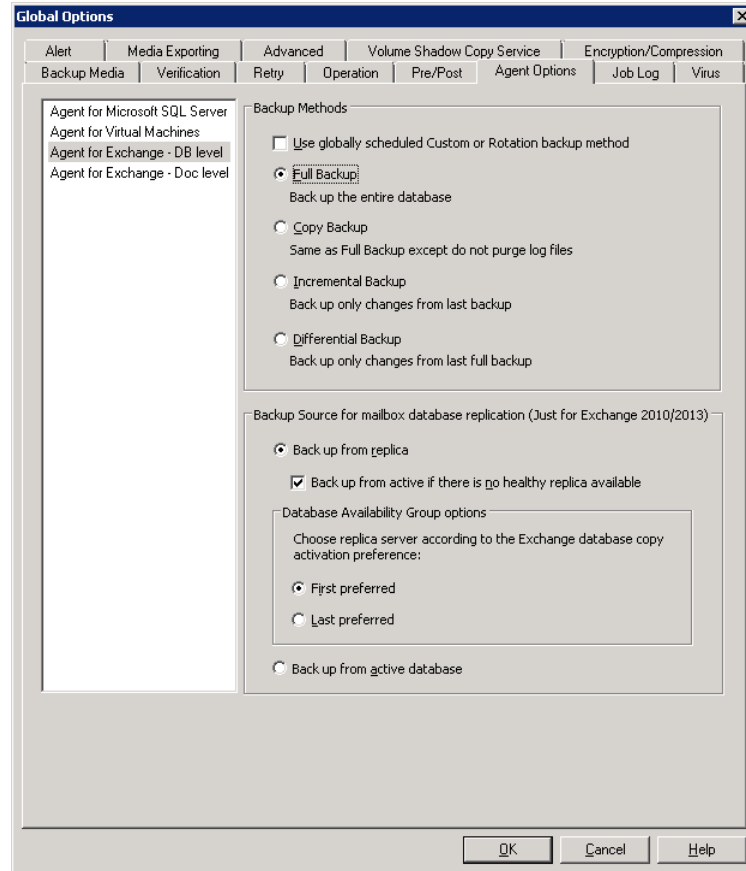 Global Options
Alert
Media Exporting
Advanced
Volume Shadow Copy Service
Encryption/Compression
Backup Media
Verification
Retry
Operation
Pre/Post
Agent Options
Job Log
Virus
Agent for Microsoft SQL Server
Agent for Virtual Machines
Agent for Exchange - DB level
Agent for Exchange - Doc level
Backup Methods
Use globally scheduled Custom or Rotation backup method
Full Backup
Back up the entire database
Copy Backup
Same as Full Backup except do not purge log files
Incremental Backup
Back up only changes from last backup
Differential Backup
Back up only changes from last full backup
Backup Source for mailbox database replication (Just for Exchange 2010/2013)
Back up from replica
Back up from active if there is no healthy replica available
Database Availability Group options
Choose replica server according to the Exchange database copy
activation preference:
First preferred
Last preferred
Back up from active database
OK
Cancel
Help